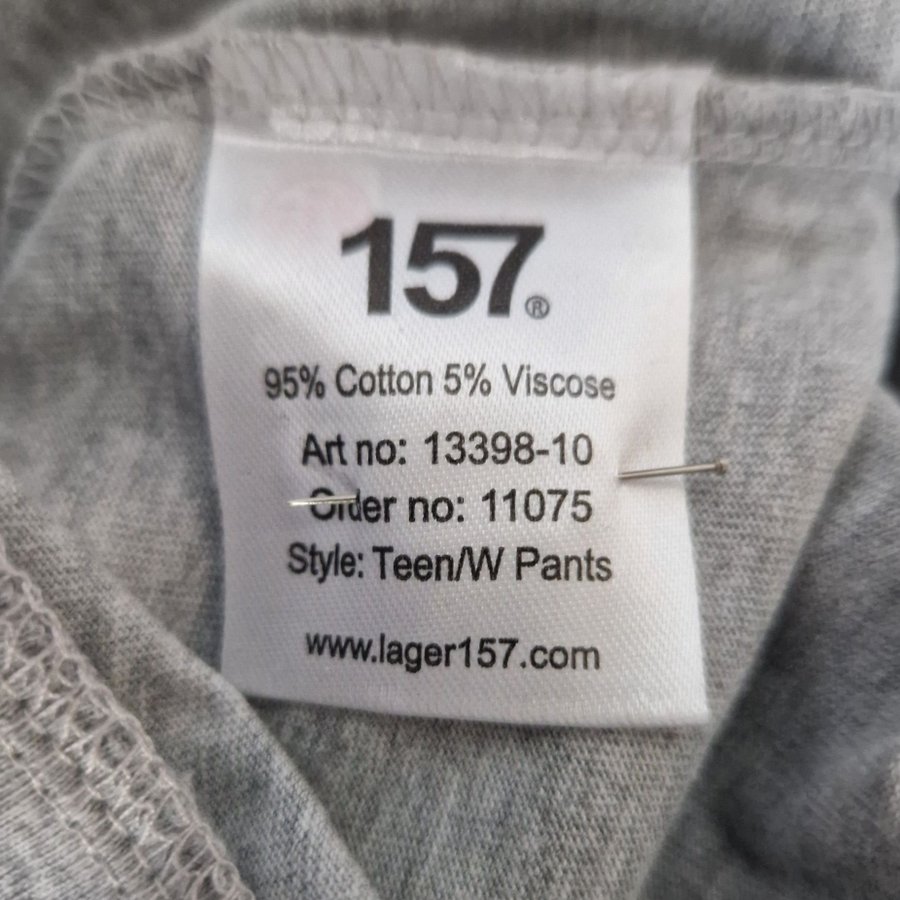 157®
95% Cotton 5% Viscose
Art no: 13398-10
Order no: 11075
Style: Teen/W Pants
www.lager157.com